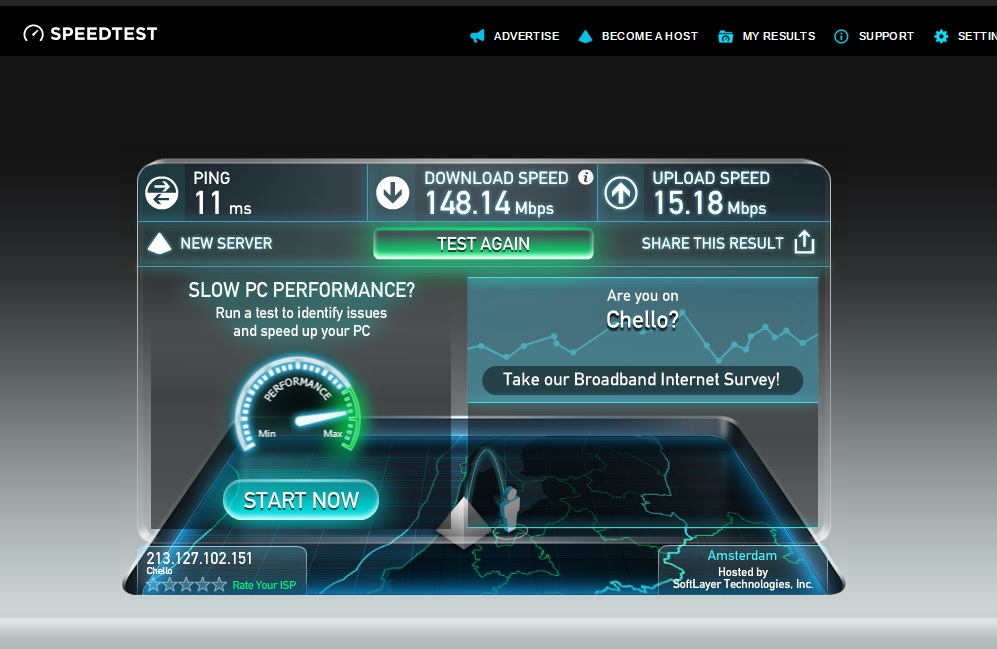 SPEEDTEST
ADVERTISE
BECOME A HOST
MY RESULTS
SUPPORT
SETTIN
PING
11 ms
DOWNLOAD SPEED
148.14 Mbps
UPLOAD SPEED
15.18 Mbps
NEW SERVER
TEST AGAIN
SHARE THIS RESULT
SLOW PC PERFORMANCE?
Run a test to identify issues
and speed up your PC
PERFORMANCE
Min
Max
START NOW
Are you on
Chello?
Take our Broadband Internet Survey!
213.127.102.151
Chello
Rate Your ISP
Amsterdam
Hosted by
SoftLayer Technologies, Inc.